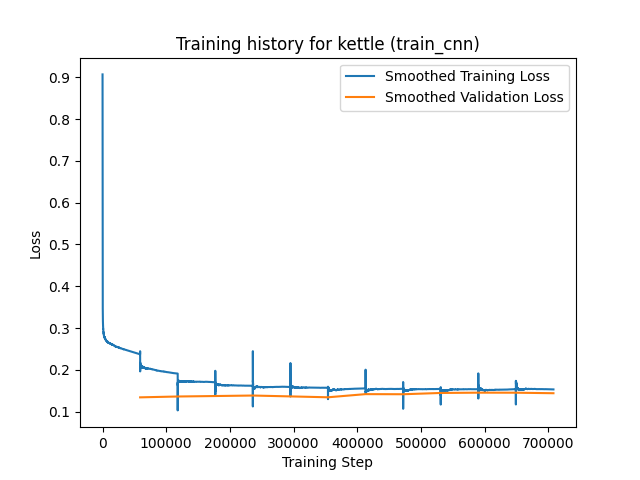 Training history for kettle (train_cnn)
Smoothed Training Loss
Smoothed Validation Loss
0.9
0.8
0.7
0.6
0.5
0.4
0.3
0.2
0.1
Loss
0 100000 200000 300000 400000 500000 600000 700000
Training Step